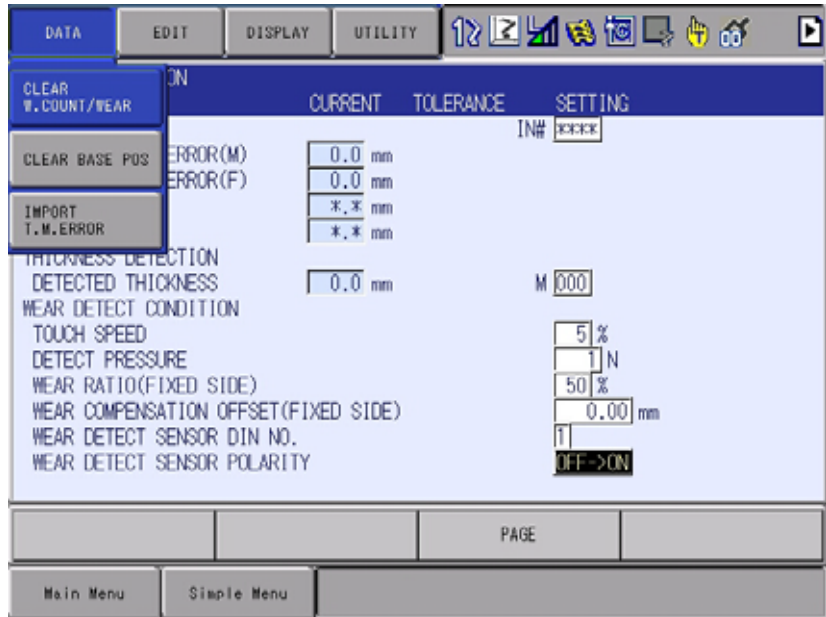 DATA EDIT DISPLAY UTILITY
CLEAR
W.COUNT/WEAR
CLEAR BASE POS
IMPORT
T.M.ERROR
ON
CURRENT TOLERANCE SETTING
IN# ****
ERROR(M) 0.0 mm
ERROR(F) 0.0 mm
*.* mm
*.* mm
THICKNESS DETECTION
DETECTED THICKNESS 0.0 mm M 000
WEAR DETECT CONDITION
TOUCH SPEED 5 %
DETECT PRESSURE 1 N
WEAR RATIO(FIXED SIDE) 50 %
WEAR COMPENSATION OFFSET(FIXED SIDE) 0.00 mm
WEAR DETECT SENSOR DIN NO. 1
WEAR DETECT SENSOR POLARITY OFF->ON
PAGE
Main Menu Simple Menu